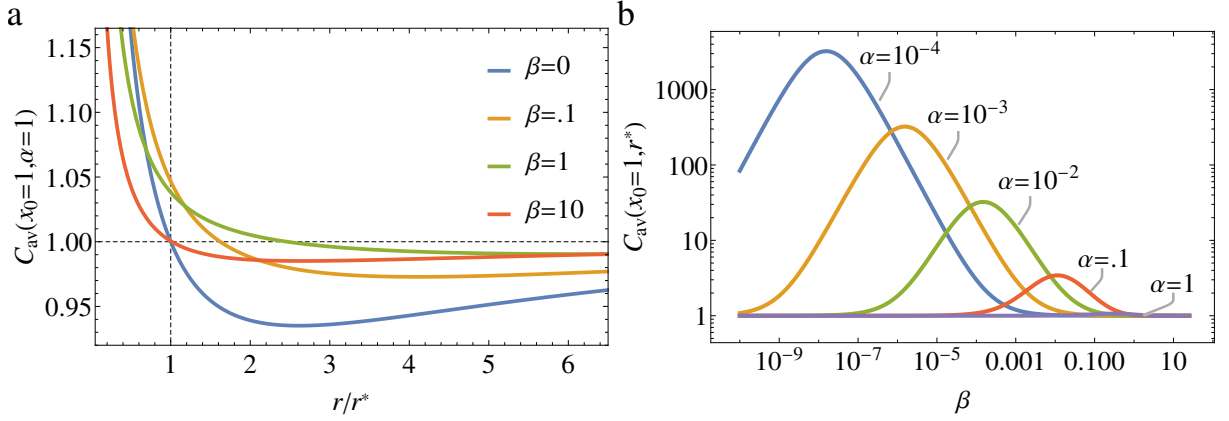 a
C_av(x_0=1,α=1)
1.15
1.10
1.05
1.00
0.95
β=0
β=.1
β=1
β=10
1
2
3
4
5
6
r/r*
b
C_av(x_0=1,r*)
1000
100
10
1
α=10^-4
α=10^-3
α=10^-2
α=.1
α=1
10^-9
10^-7
10^-5
0.001
0.100
10
β